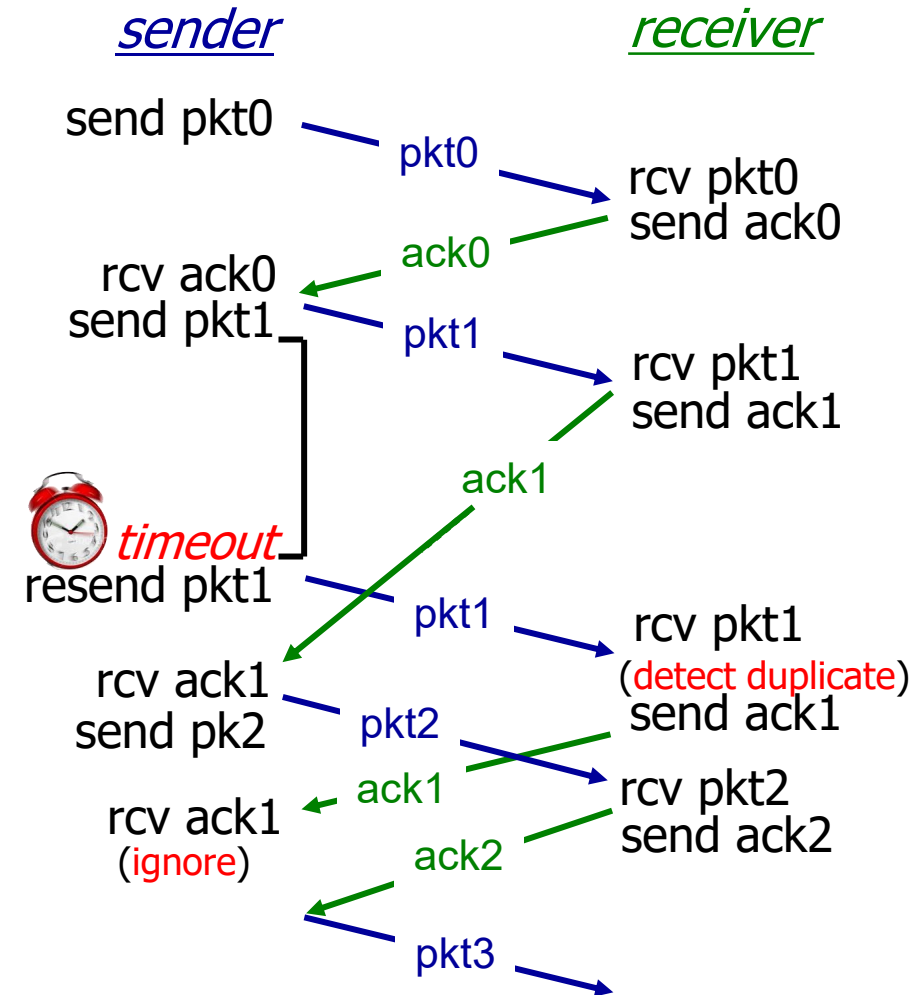 sender receiver
send pkt0
pkt0
rcv pkt0
send ack0
ack0
rcv ack0
send pkt1
pkt1
rcv pkt1
send ack1
ack1
timeout
resend pkt1
pkt1
rcv pkt1
(detect duplicate)
send ack1
rcv ack1
send pk2
pkt2
ack1
rcv pkt2
send ack2
rcv ack1
(ignore)
ack2
pkt3